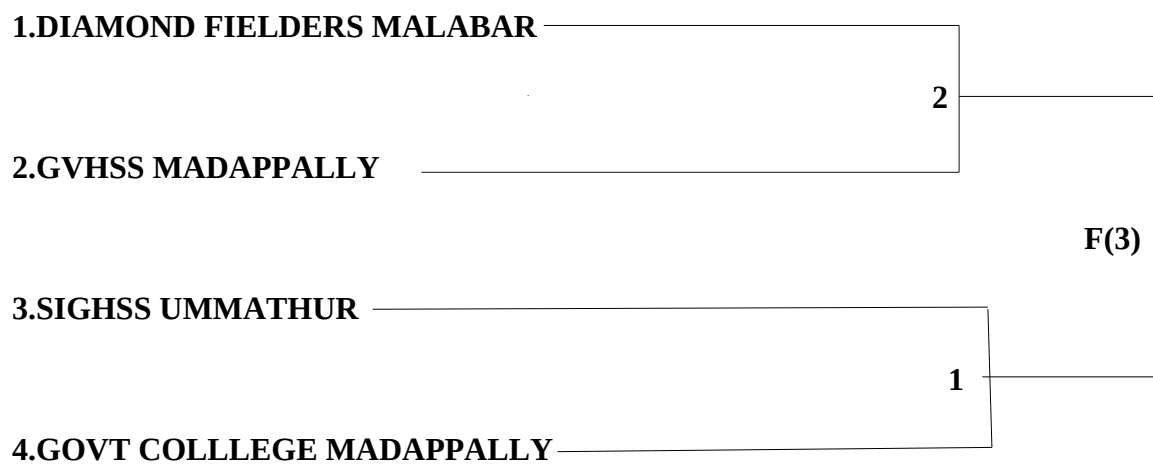 1.DIAMOND FIELDERS MALABAR
2
2.GVHSS MADAPPALLY
F(3)
3.SIGHSS UMMATHUR
1
4.GOVT COLLLEGE MADAPPALLY